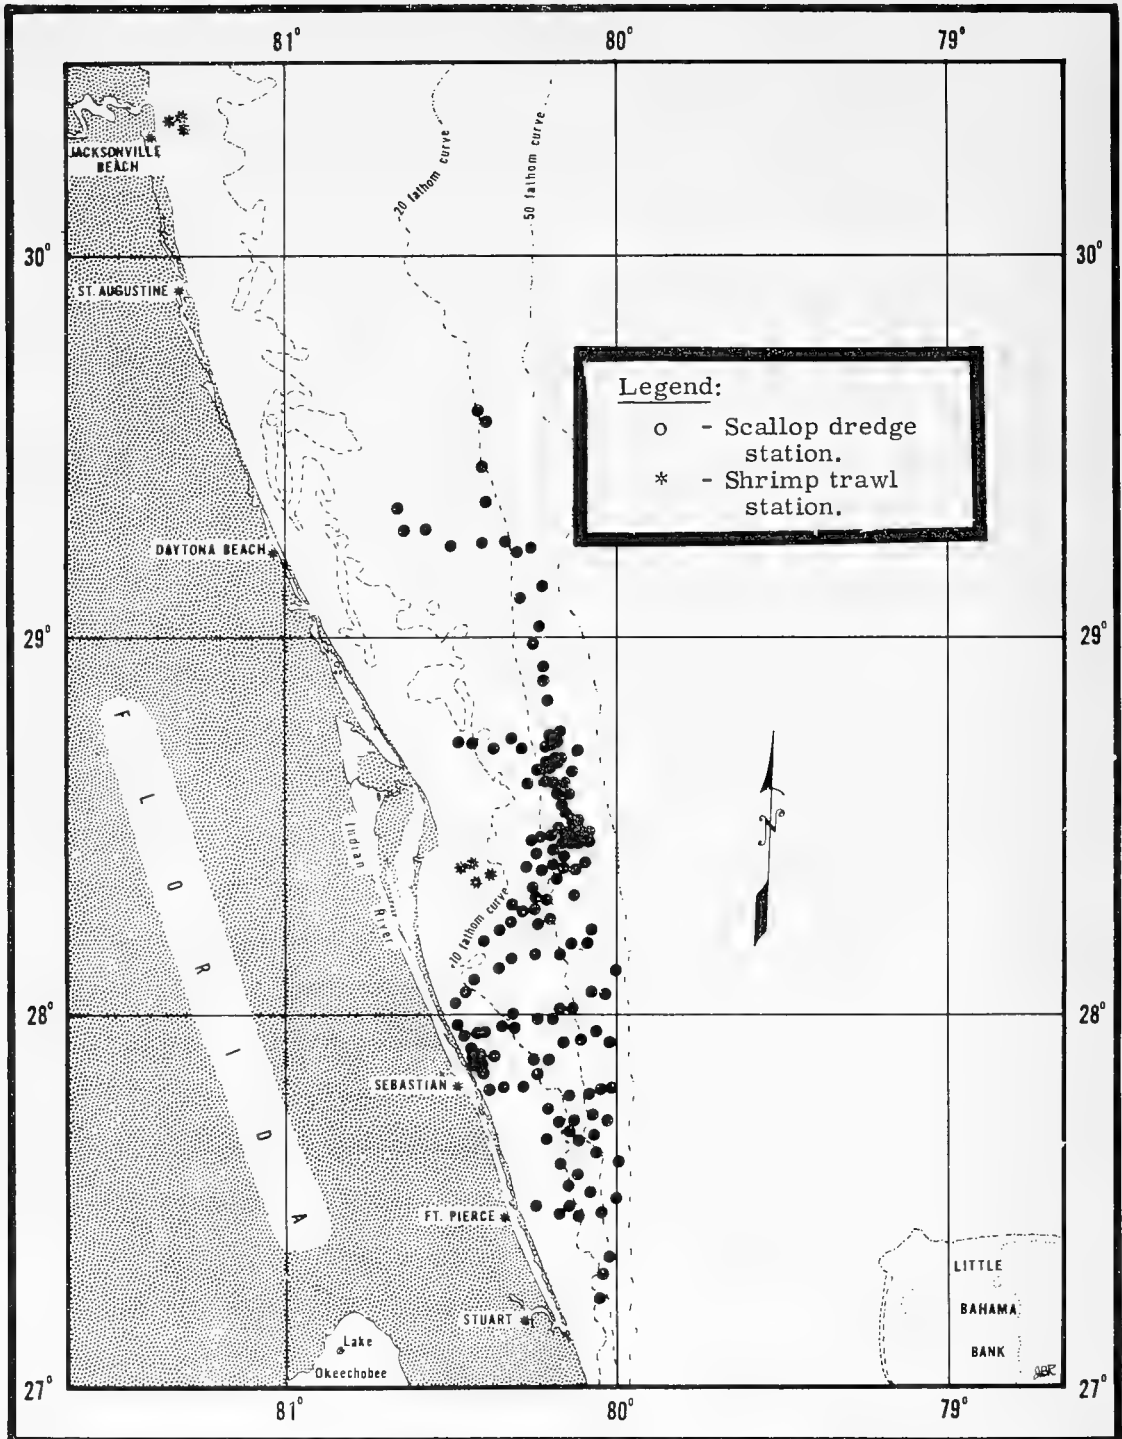 81° 80° 79°
JACKSONVILLE
BEACH
20 fathom curve
50 fathom curve
30° 30°
ST. AUGUSTINE
Legend:
o - Scallop dredge
station.
* - Shrimp trawl
station.
DAYTONA BEACH
29° 29°
FLORIDA
Indian River
N
10 fathom curve
28° 28°
SEBASTIAN
FT. PIERCE
LITTLE
BAHAMA
BANK
STUART
Lake
Okeechobee
JBR
27° 27°
81° 80° 79°